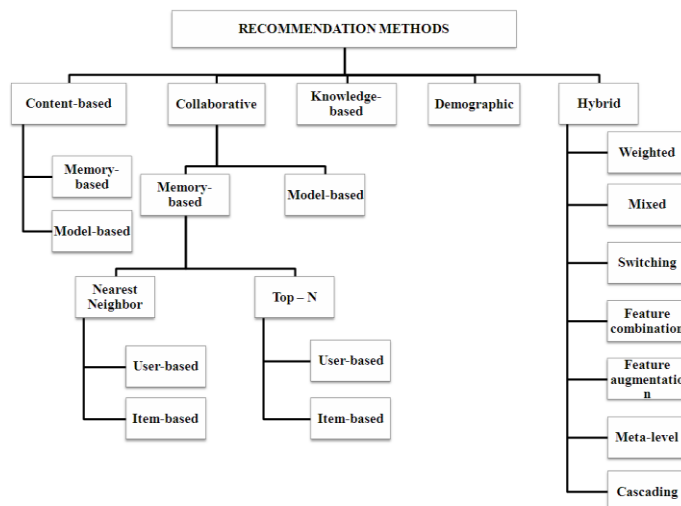 RECOMMENDATION METHODS
Content-based
Collaborative
Knowledge-
based
Demographic
Hybrid
Memory-
based
Model-based
Memory-
based
Model-based
Nearest
Neighbor
User-based
Item-based
Top – N
User-based
Item-based
Weighted
Mixed
Switching
Feature
combination
Feature
augmentatio
n
Meta-level
Cascading